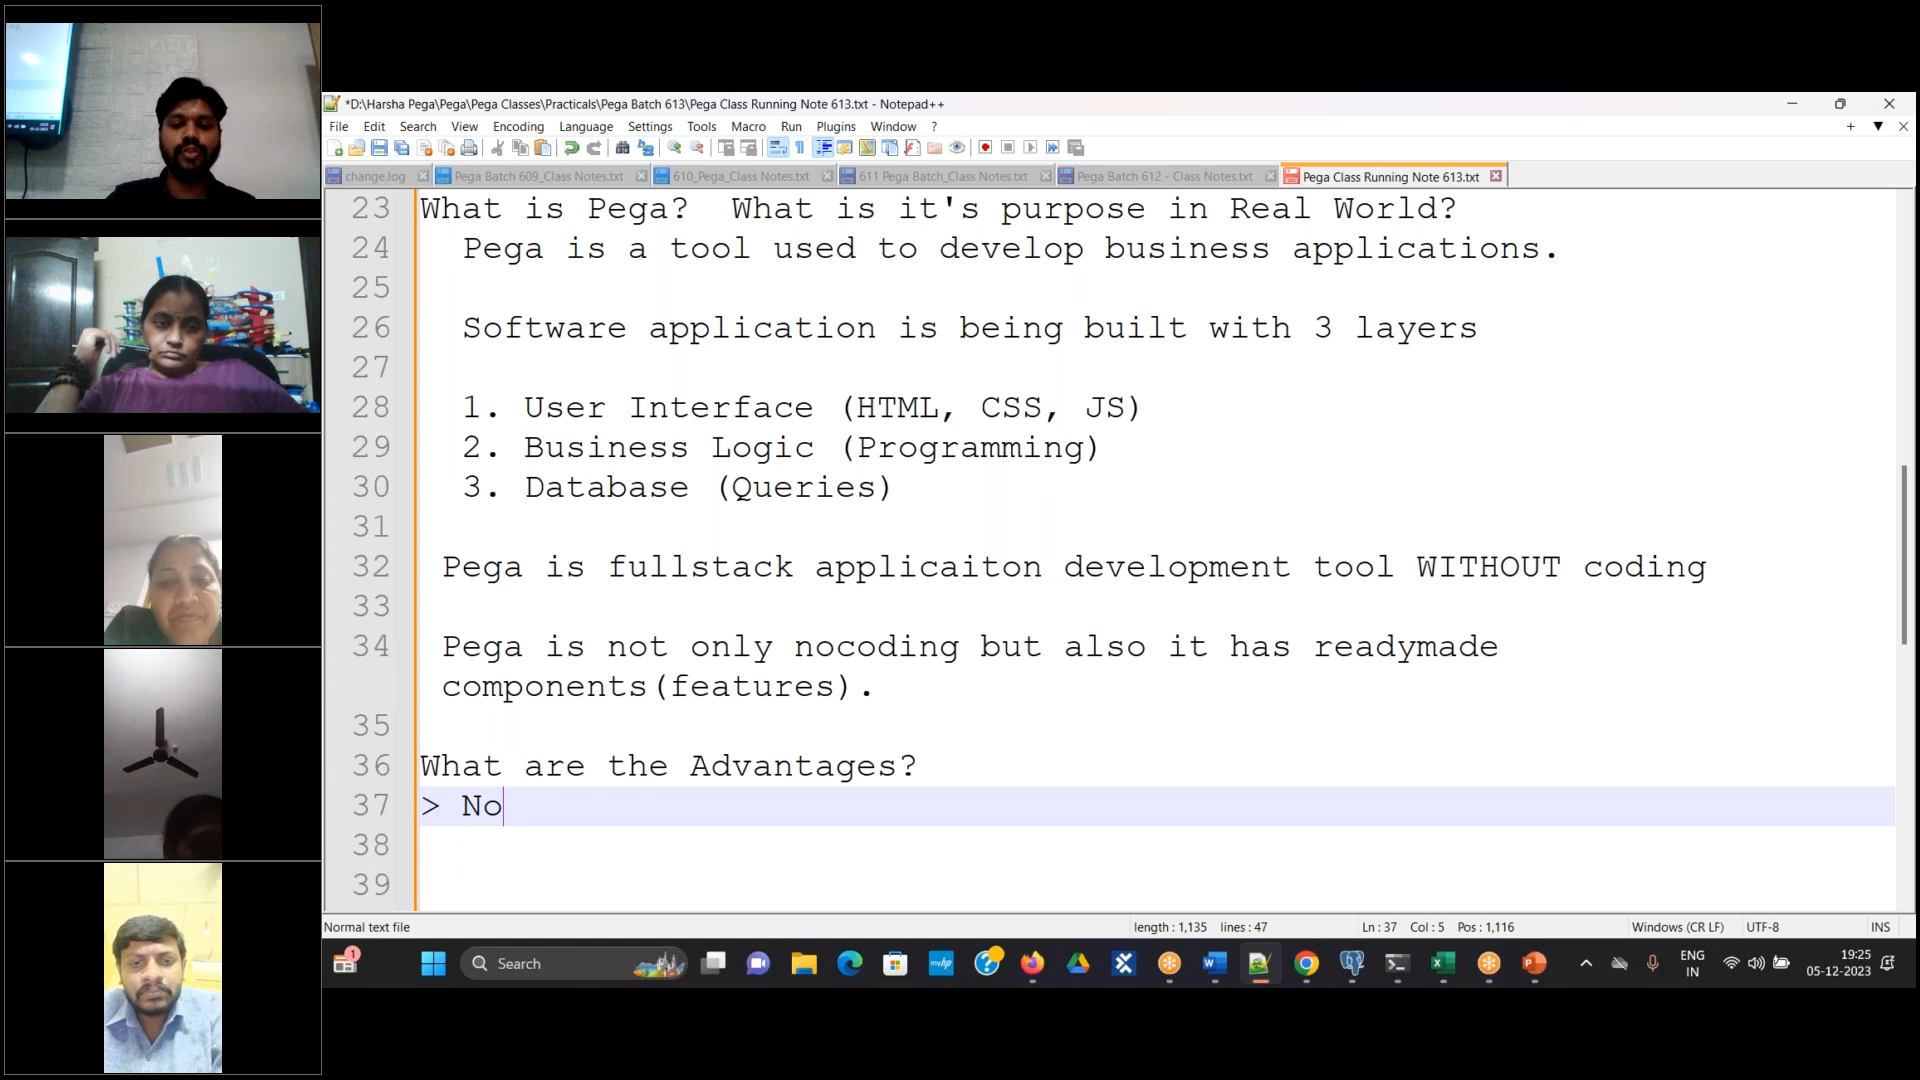 *D:\Harsha Pega\Pega\Pega Classes\Practicals\Pega Batch 613\Pega Class Running Note 613.txt - Notepad++
File Edit Search View Encoding Language Settings Tools Macro Run Plugins Window ?
change.log Pega Batch 609_Class Notes.txt 610_Pega_Class Notes.txt 611 Pega Batch_Class Notes.txt Pega Batch 612 - Class Notes.txt Pega Class Running Note 613.txt
23 What is Pega?  What is it's purpose in Real World?
24 Pega is a tool used to develop business applications.
25
26 Software application is being built with 3 layers
27
28 1. User Interface (HTML, CSS, JS)
29 2. Business Logic (Programming)
30 3. Database (Queries)
31
32 Pega is fullstack applicaiton development tool WITHOUT coding
33
34 Pega is not only nocoding but also it has readymade
components(features).
35
36 What are the Advantages?
37 > No
38
39
Normal text file length : 1,135 lines : 47 Ln : 37 Col : 5 Pos : 1,116 Windows (CR LF) UTF-8 INS
1 Search myhp ENG 19:25
IN 05-12-2023